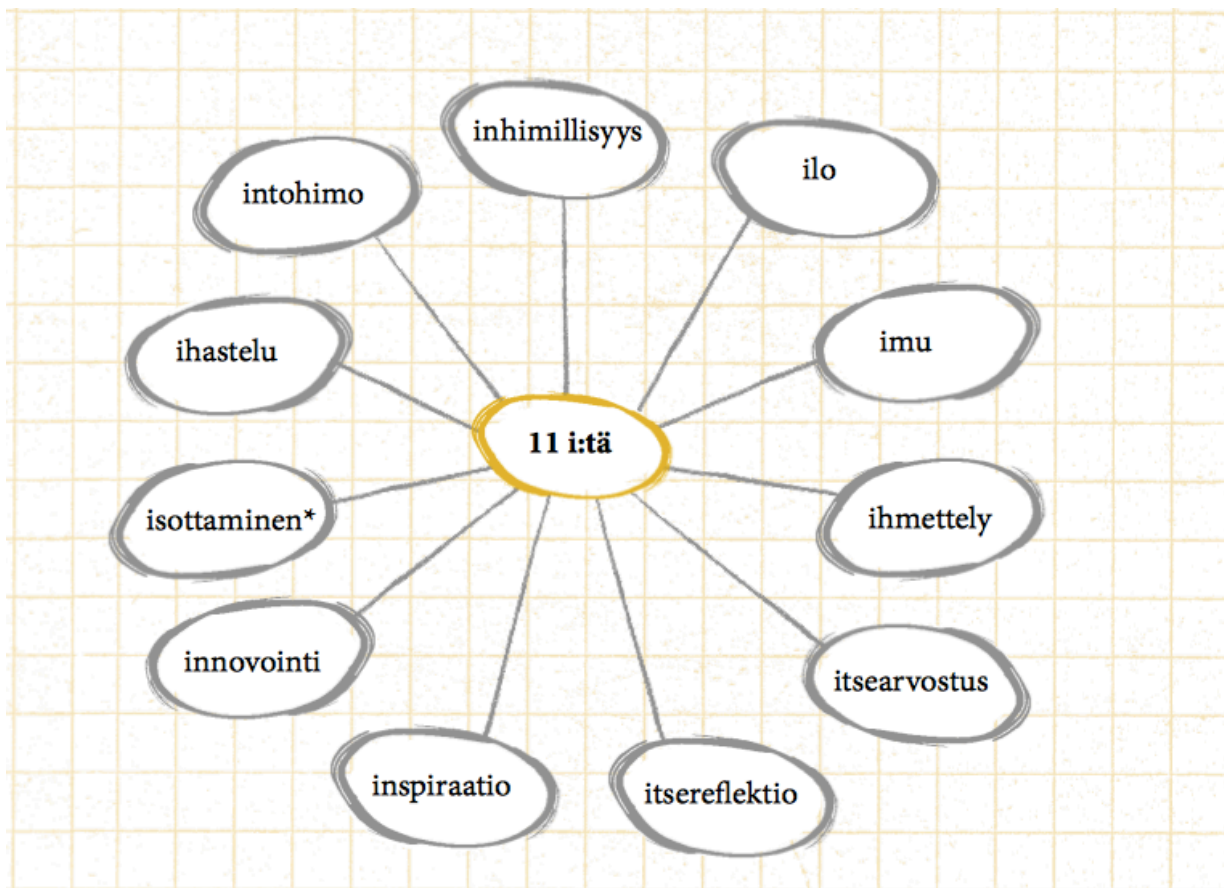 inhimillisyys
ilo
intohimo
imu
ihastelu
11 i:tä
isottaminen*
ihmettely
innovointi
itsearvostus
inspiraatio
itsereflektio